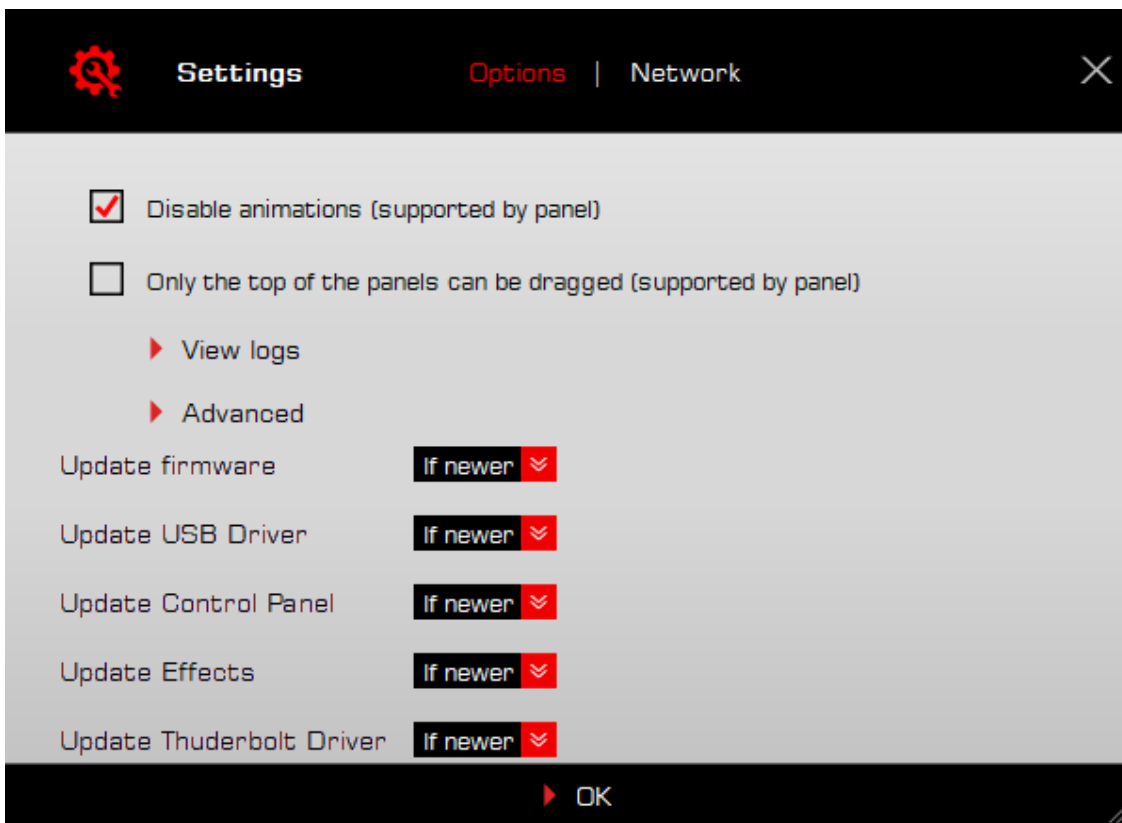 Settings Options | Network
Disable animations (supported by panel)
Only the top of the panels can be dragged (supported by panel)
View logs
Advanced
Update firmware If newer
Update USB Driver If newer
Update Control Panel If newer
Update Effects If newer
Update Thuderbolt Driver If newer
OK